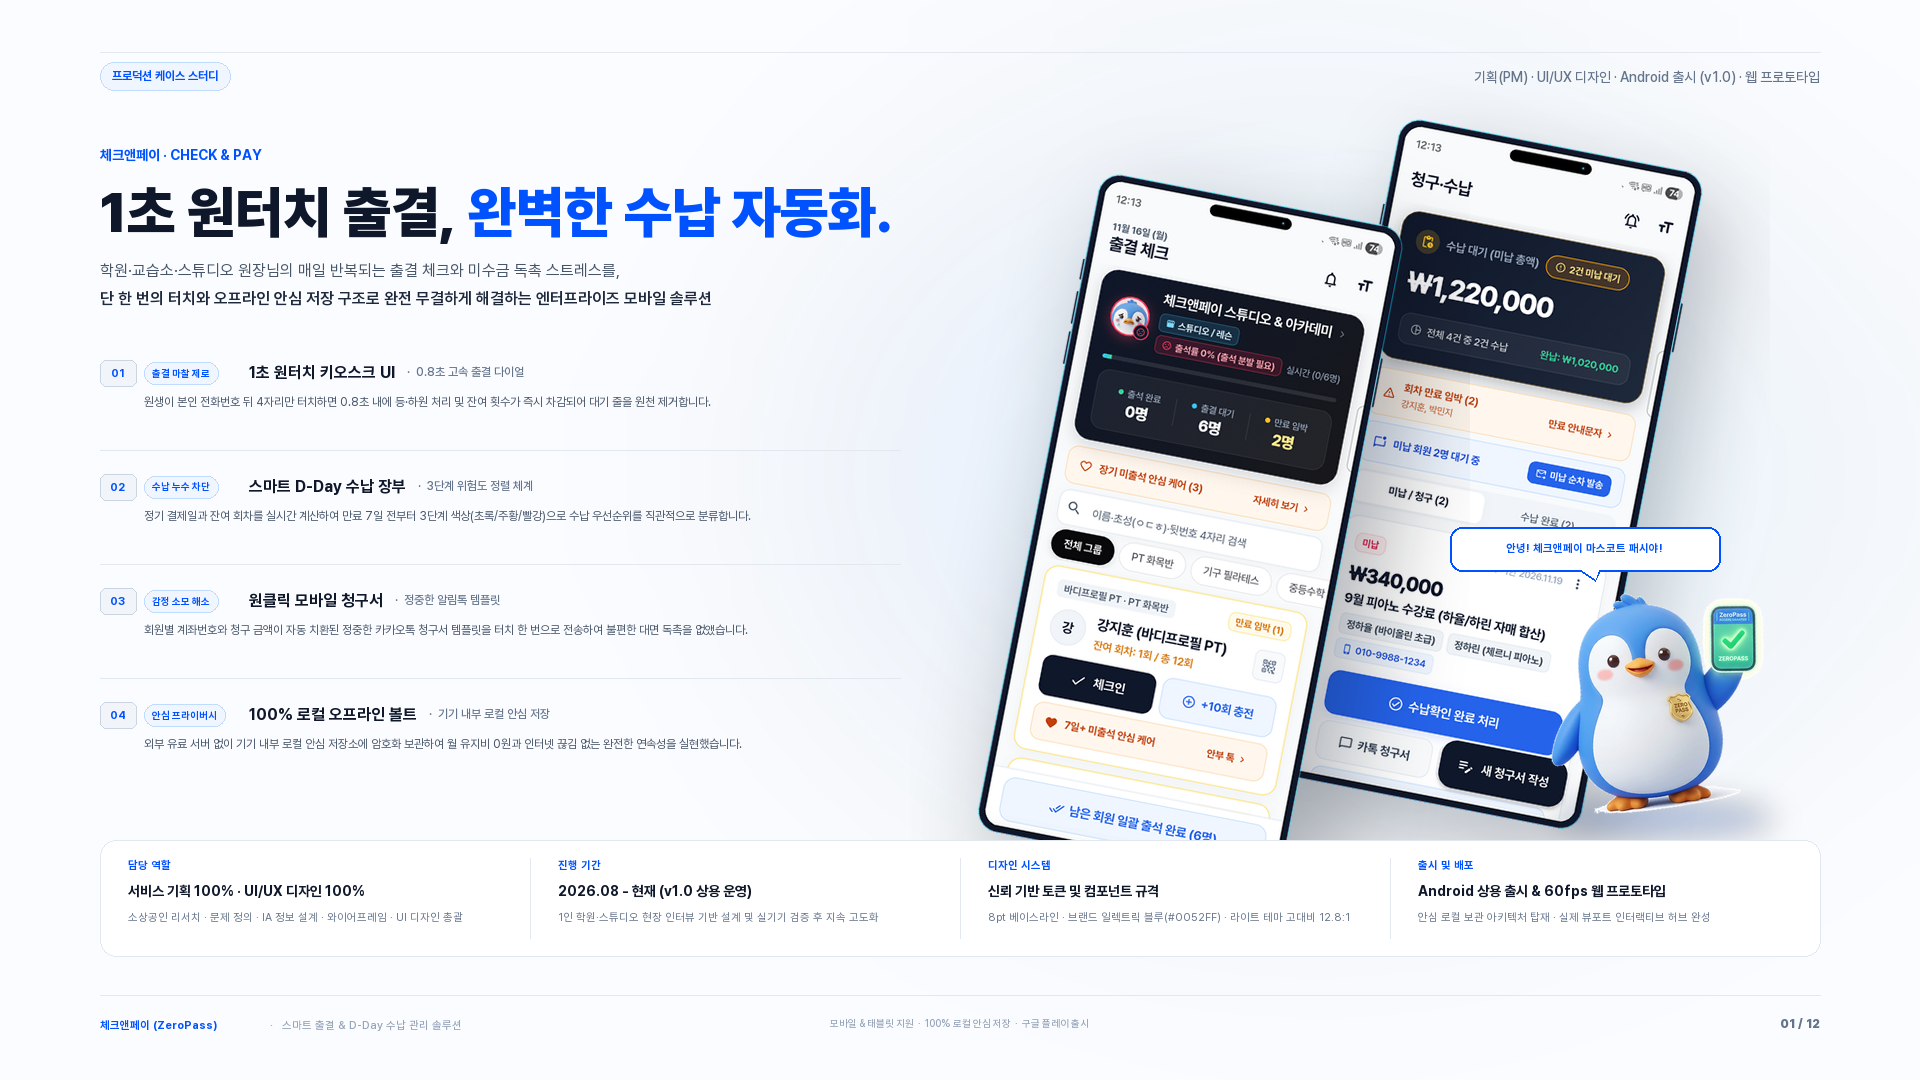 프로덕션 케이스 스터디
기획(PM) · UI/UX 디자인 · Android 출시 (v1.0) · 웹 프로토타입
체크앤페이 · CHECK & PAY
1초 원터치 출결, 완벽한 수납 자동화.
학원·교습소·스튜디오 원장님의 매일 반복되는 출결 체크와 미수금 독촉 스트레스를,
단 한 번의 터치와 오프라인 안심 저장 구조로 완전 무결하게 해결하는 엔터프라이즈 모바일 솔루션
01 출결 마찰 제로 1초 원터치 키오스크 UI · 0.8초 고속 출결 다이얼
원생이 본인 전화번호 뒤 4자리만 터치하면 0.8초 내에 등·하원 처리 및 잔여 횟수가 즉시 차감되어 대기 줄을 원천 제거합니다.
02 수납 누수 차단 스마트 D-Day 수납 장부 · 3단계 위험도 정렬 체계
정기 결제일과 잔여 회차를 실시간 계산하여 만료 7일 전부터 3단계 색상(초록/주황/빨강)으로 수납 우선순위를 직관적으로 분류합니다.
03 감정 소모 해소 원클릭 모바일 청구서 · 정중한 알림톡 템플릿
회원별 계좌번호와 청구 금액이 자동 치환된 정중한 카카오톡 청구서 템플릿을 터치 한 번으로 전송하여 불편한 대면 독촉을 없앴습니다.
04 안심 프라이버시 100% 로컬 오프라인 볼트 · 기기 내부 로컬 안심 저장
외부 유료 서버 없이 기기 내부 로컬 안심 저장소에 암호화 보관하여 월 유지비 0원과 인터넷 끊김 없는 완전한 연속성을 실현했습니다.
12:13
74
11월 16일 (월)
출결 체크
체크앤페이 스튜디오 & 아카데미
스튜디오 / 레슨
출석률 0% (출석 분발 필요) 실시간 (0/6명)
출석 완료 출결 대기 만료 임박
0명 6명 2명
장기 미출석 안심 케어 (3) 자세히 보기
이름·초성(ㅇㄷㅎ)·뒷번호 4자리 검색
전체 그룹 PT 화목반 기구 필라테스 중등수학
바디프로필 PT · PT 화목반 만료 임박 (1)
강 강지훈 (바디프로필 PT)
잔여 회차: 1회 / 총 12회
체크인 +10회 충전
7일+ 미출석 안심 케어 안부 톡
남은 회원 일괄 출석 완료 (6명)
12:13
74
청구·수납
수납 대기 (미납 총액) 2건 미납 대기
₩1,220,000
전체 4건 중 2건 수납 완납: ₩1,020,000
회차 만료 임박 (2)
강지훈, 박민지
만료 안내문자
미납 회원 2명 대기 중 미납 순차 발송
미납 / 청구 (2) 수납 완료 (2)
안녕! 체크앤페이 마스코트 패시야!
미납 2026.11.19
₩340,000
9월 피아노 수강료 (하율/하린 자매 합산)
정하율 (바이올린 초급) 정하린 (체르니 피아노)
010-9988-1234
수납확인 완료 처리
카톡 청구서 새 청구서 작성
ZeroPass
ZEROPASS
ZERO
PASS
담당 역할
서비스 기획 100% · UI/UX 디자인 100%
소상공인 리서치 · 문제 정의 · IA 정보 설계 · 와이어프레임 · UI 디자인 총괄
진행 기간
2026.08 - 현재 (v1.0 상용 운영)
1인 학원·스튜디오 현장 인터뷰 기반 설계 및 실기기 검증 후 지속 고도화
디자인 시스템
신뢰 기반 토큰 및 컴포넌트 규격
8pt 베이스라인 · 브랜드 일렉트릭 블루(#0052FF) · 라이트 테마 고대비 12.8:1
출시 및 배포
Android 상용 출시 & 60fps 웹 프로토타입
안심 로컬 보관 아키텍처 탑재 · 실제 뷰포트 인터랙티브 허브 완성
체크앤페이 (ZeroPass) · 스마트 출결 & D-Day 수납 관리 솔루션
모바일 & 태블릿 지원 · 100% 로컬 안심 저장 · 구글 플레이 출시
01 / 12